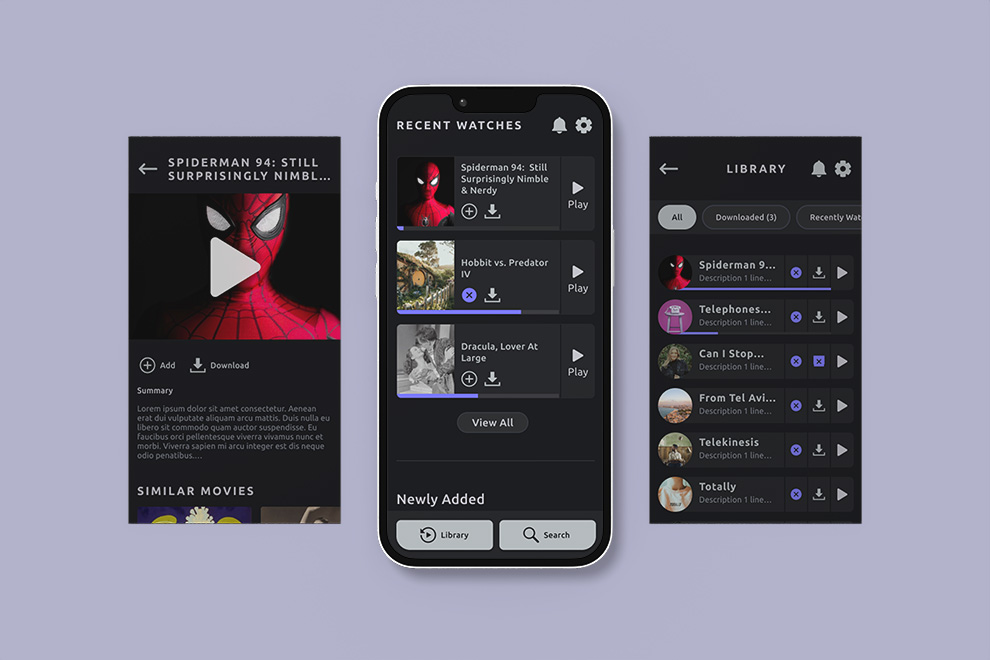 SPIDERMAN 94: STILL
SURPRISINGLY NIMBL...
Add
Download
Summary
Lorem ipsum dolor sit amet consectetur. Aenean
erat dui vulputate aliquam arcu mattis. Duis nulla eu
libero sit commodo quam auctor suspendisse. Eu
faucibus orci pellentesque viverra vivamus nunc et
morbi. Viverra sapien mi arcu integer est dis neque
odio penatibus....
SIMILAR MOVIES
RECENT WATCHES
Spiderman 94: Still
Surprisingly Nimble
& Nerdy
Play
Hobbit vs. Predator
IV
Play
Dracula, Lover At
Large
Play
View All
Newly Added
Library
Search
LIBRARY
All
Downloaded (3)
Recently Wat
Spiderman 9...
Description 1 line...
Telephones...
Description 1 line...
Can I Stop...
Description 1 line...
From Tel Avi...
Description 1 line...
Telekinesis
Description 1 line...
Totally
Description 1 line...